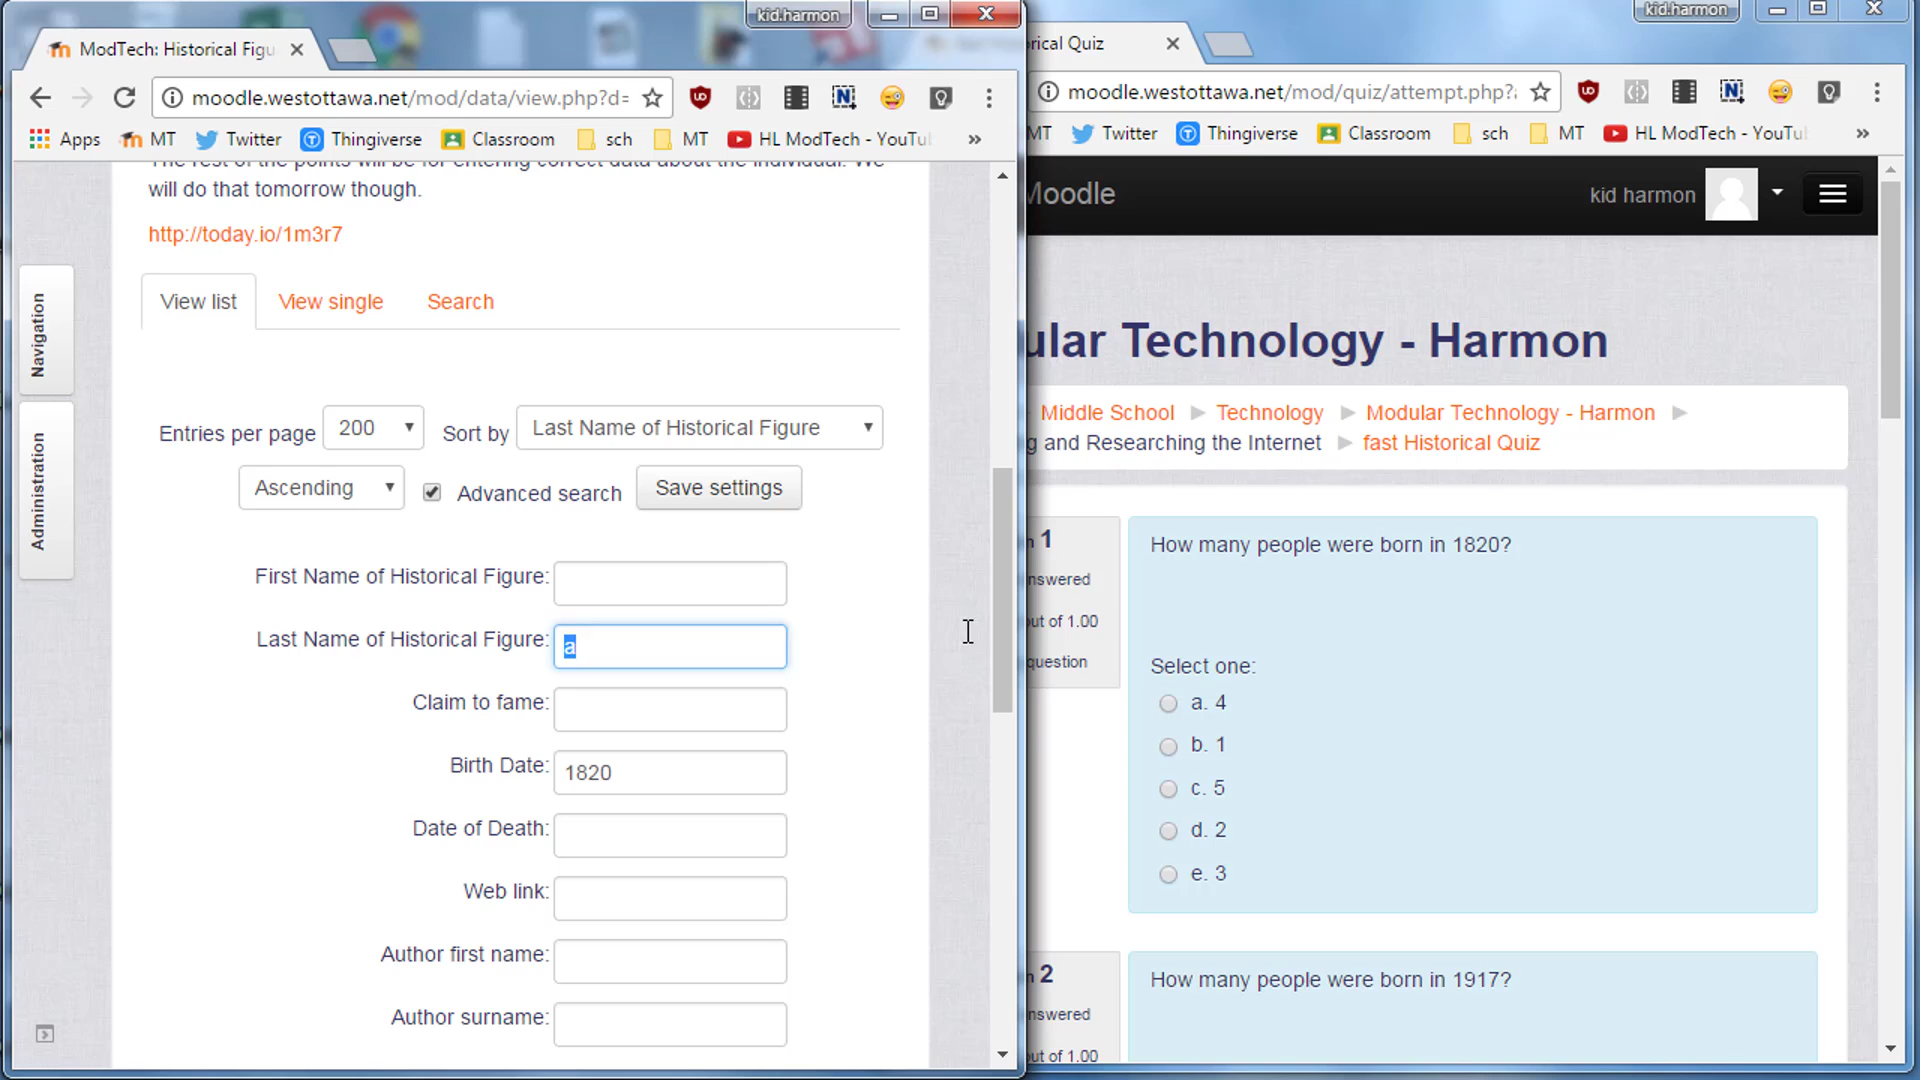 kid.harmon
ModTech: Historical Figu
moodle.westottawa.net/mod/data/view.php?d=
Apps MT Twitter Thingiverse Classroom sch MT HL ModTech - YouTu »
will do that tomorrow though.
http://today.io/1m3r7
Navigation
Administration
View list View single Search
Entries per page 200 Sort by Last Name of Historical Figure
Ascending Advanced search Save settings
First Name of Historical Figure:
Last Name of Historical Figure: a
Claim to fame:
Birth Date: 1820
Date of Death:
Web link:
Author first name:
Author surname:
kid.harmon
rical Quiz
moodle.westottawa.net/mod/quiz/attempt.php?a
MT Twitter Thingiverse Classroom sch MT HL ModTech - YouTu »
Moodle kid harmon
ular Technology - Harmon
Middle School Technology Modular Technology - Harmon
g and Researching the Internet fast Historical Quiz
n 1
nswered
out of 1.00
question
How many people were born in 1820?
Select one:
a. 4
b. 1
c. 5
d. 2
e. 3
n 2
nswered
out of 1.00
How many people were born in 1917?